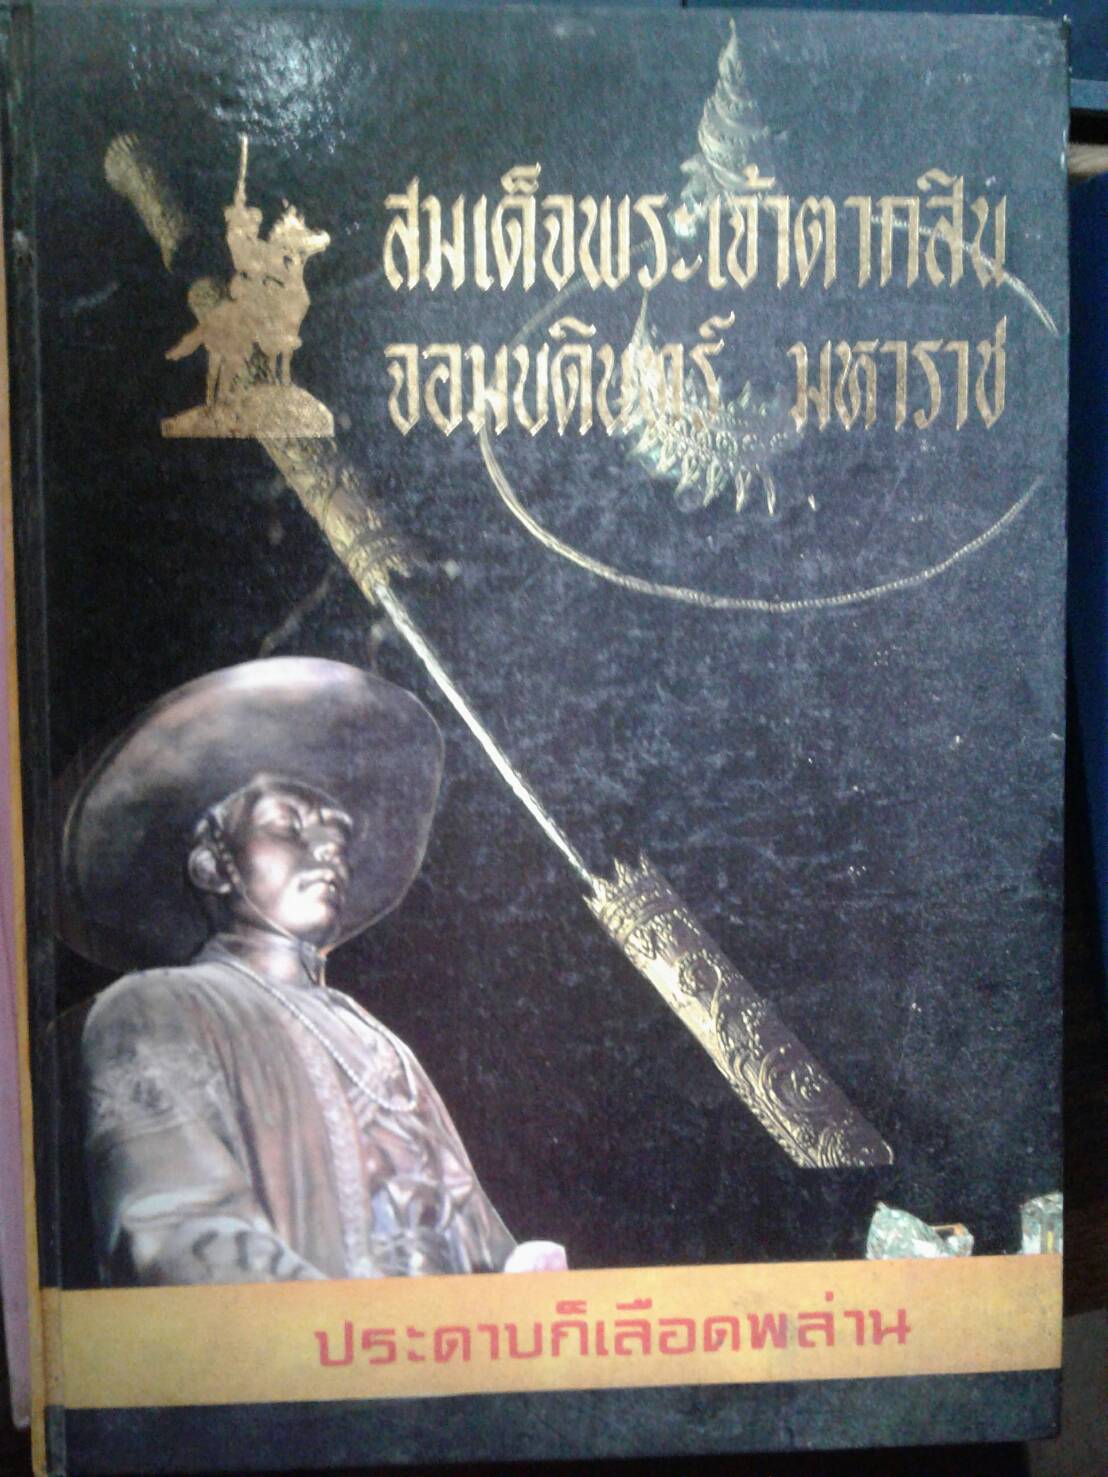 สมเด็จพระเจ้าตากสิน
จอมบดินทร์ มหาราช
ประดาบก็เลือดพล่าน